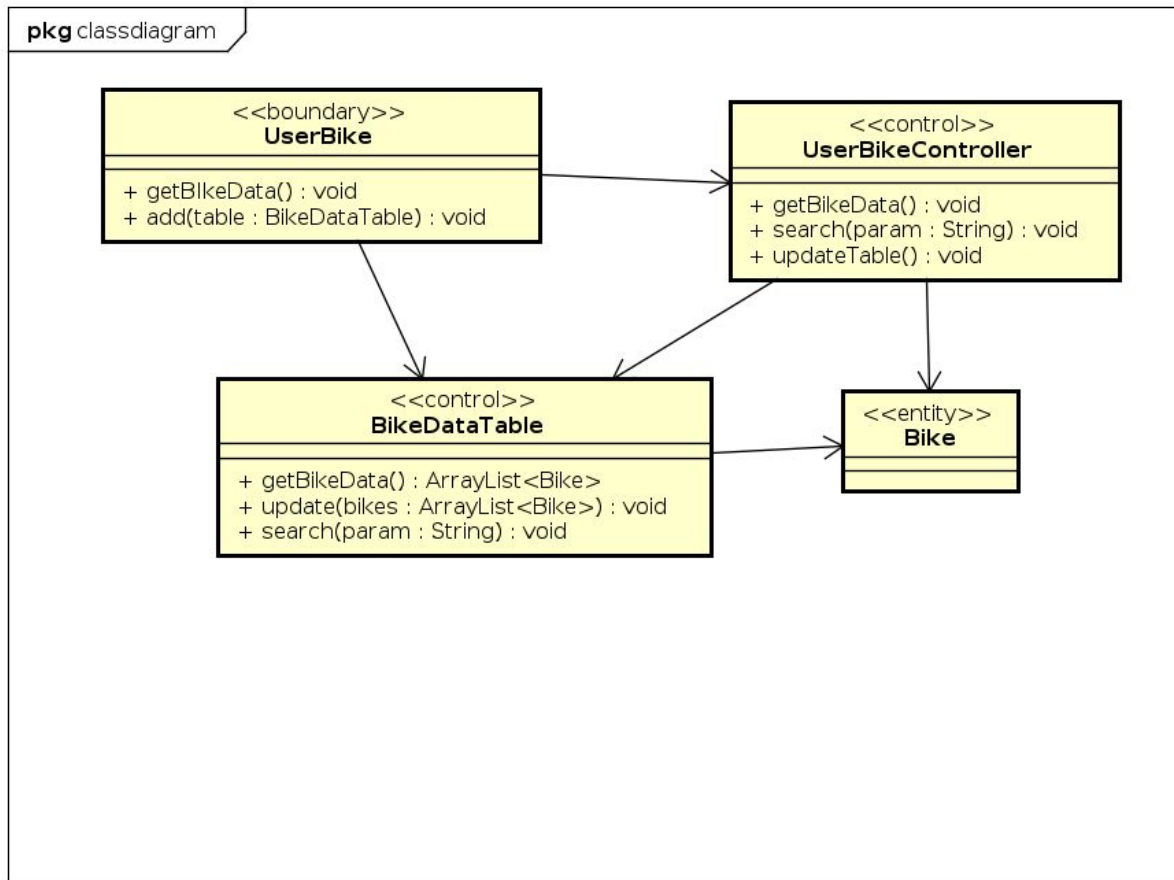 pkg classdiagram
<<boundary>>
UserBike
+ getBIkeData() : void
+ add(table : BikeDataTable) : void
<<control>>
UserBikeController
+ getBikeData() : void
+ search(param : String) : void
+ updateTable() : void
<<control>>
BikeDataTable
+ getBikeData() : ArrayList<Bike>
+ update(bikes : ArrayList<Bike>) : void
+ search(param : String) : void
<<entity>>
Bike